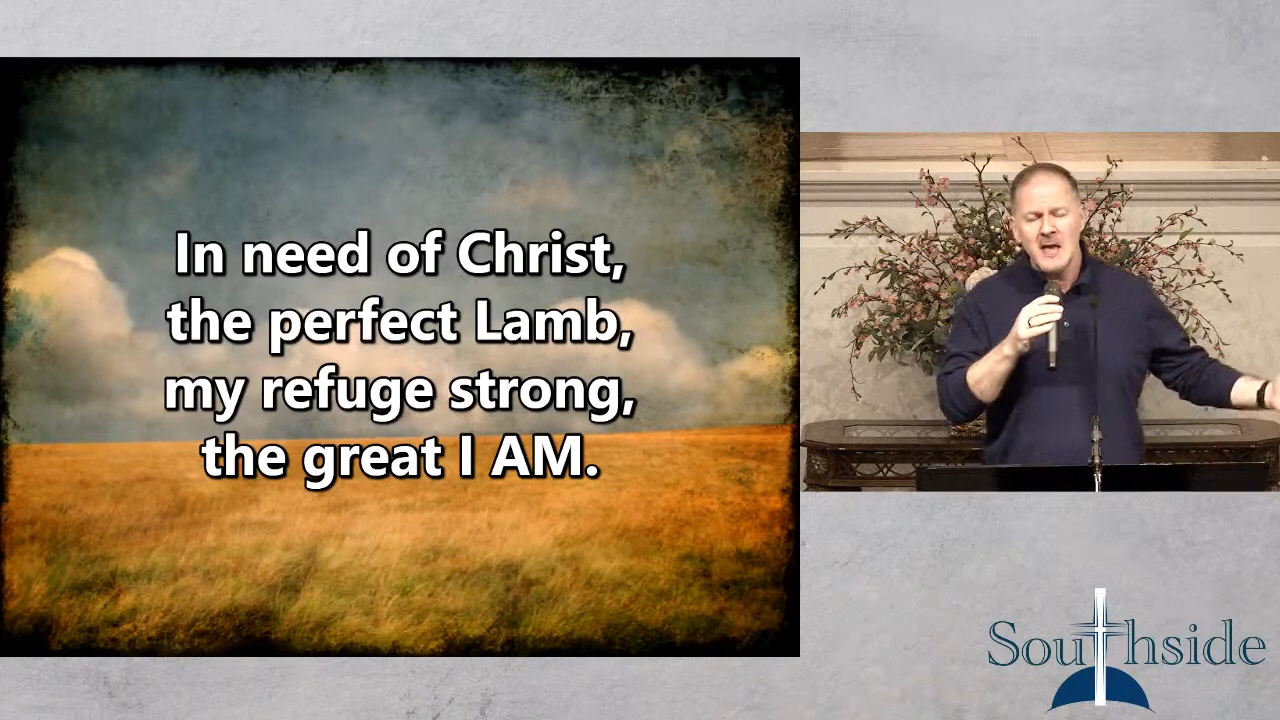 In need of Christ,
the perfect Lamb,
my refuge strong,
the great I AM.
Southside